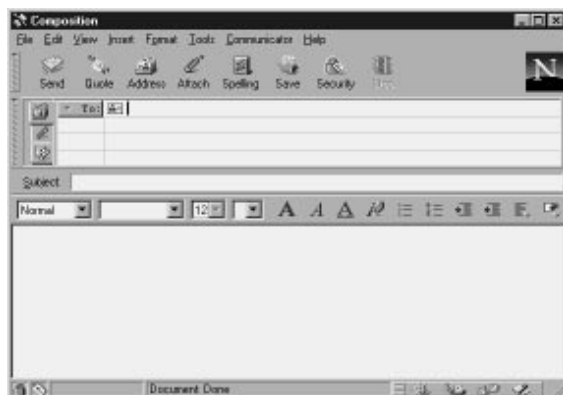 Composition
File Edit View Insert Format Tools Communicator Help
Send Quote Address Attach Spelling Save Security
N
To:
Subject
Normal 12 A A A
Document Done